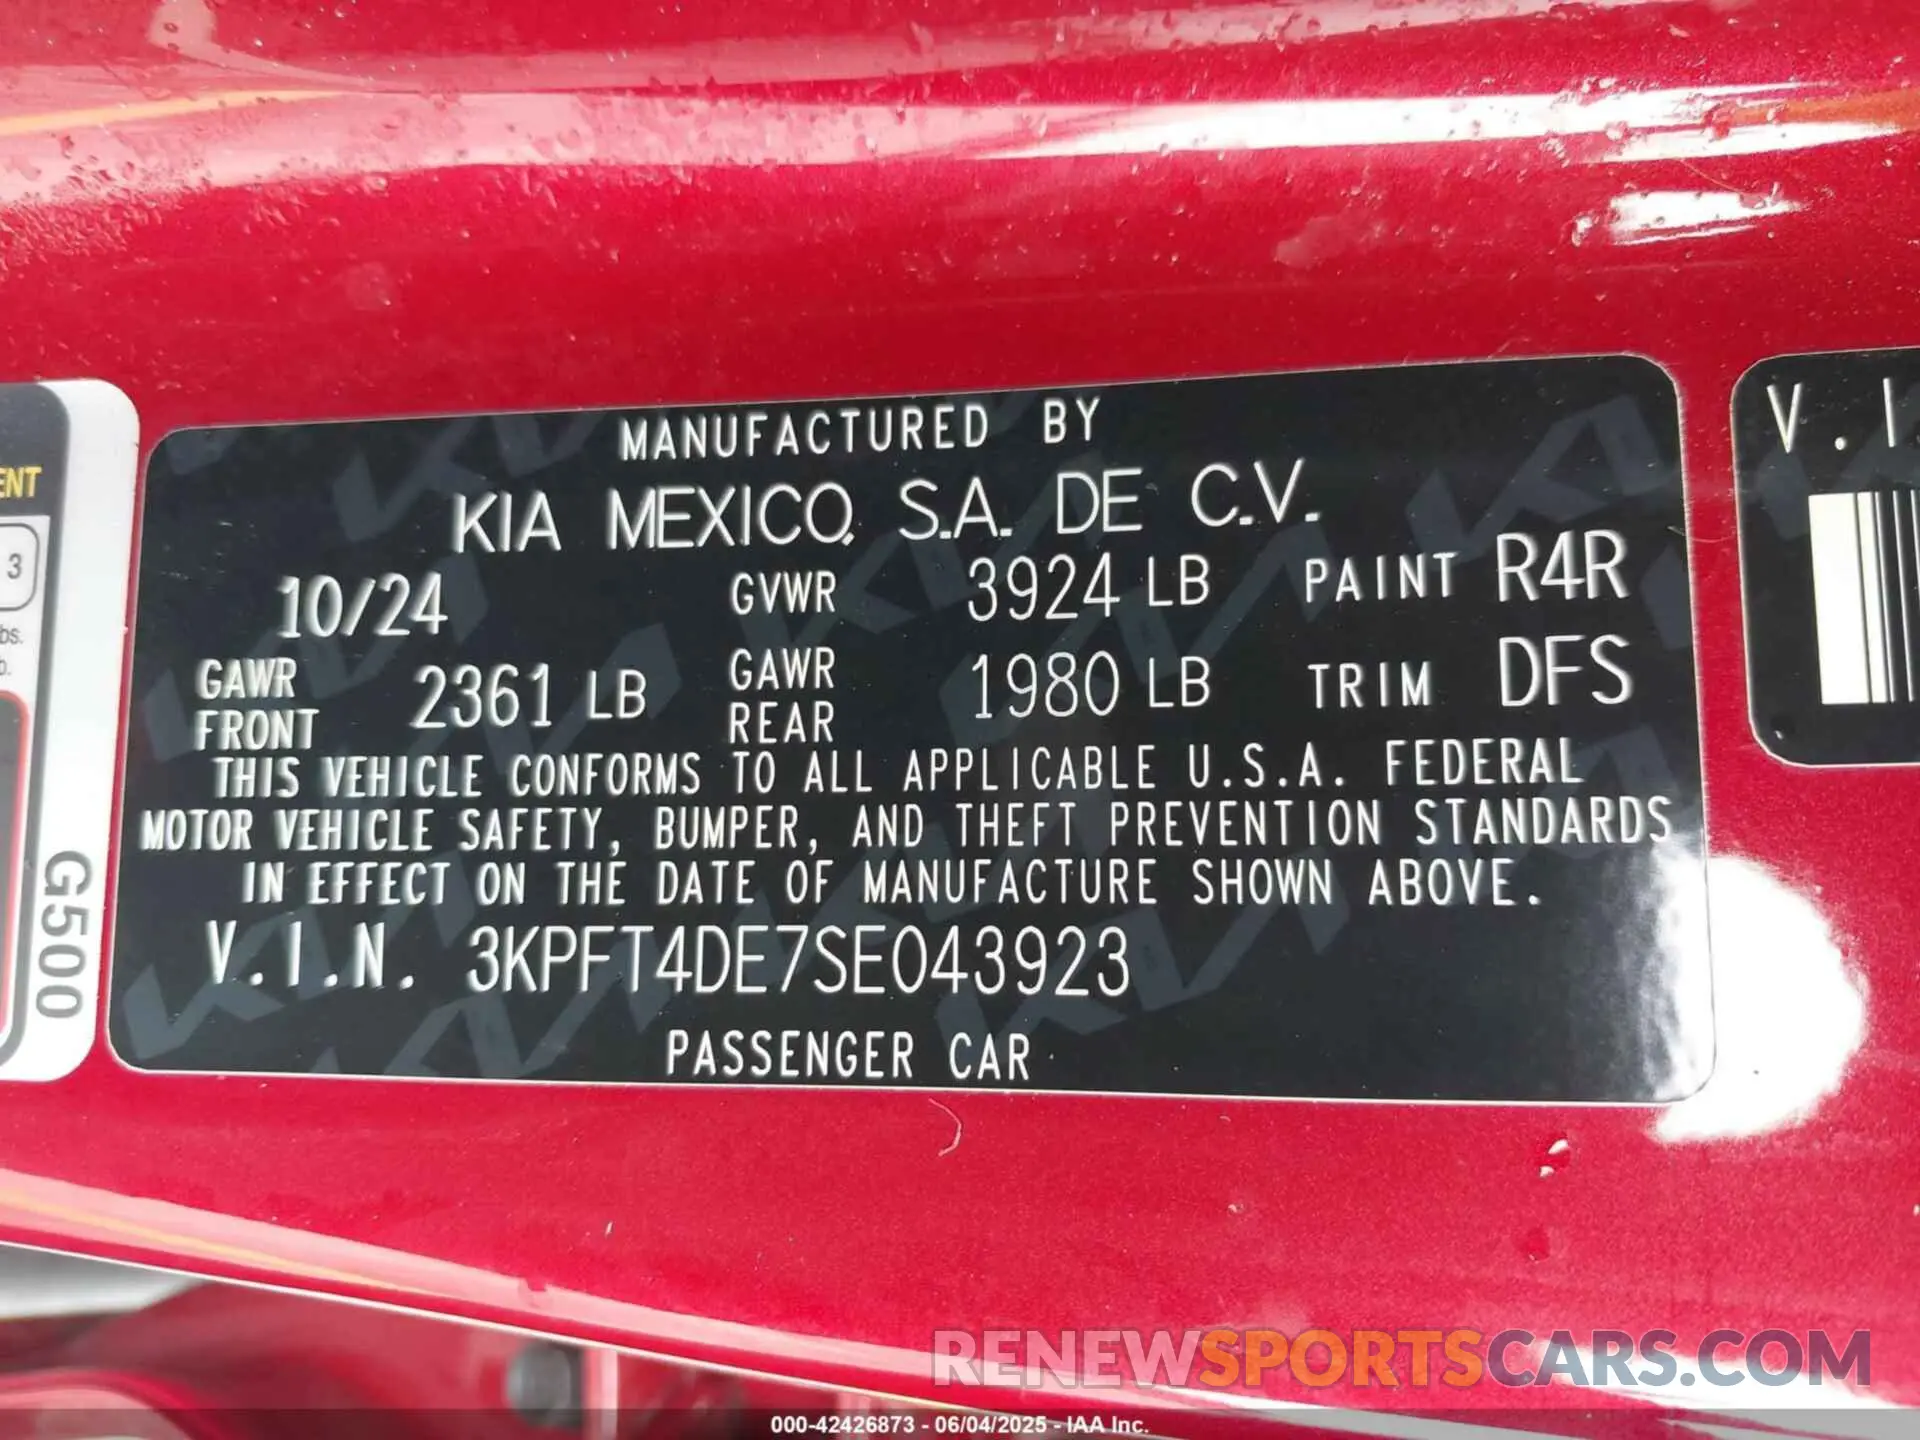 MANUFACTURED BY
KIA MEXICO, S.A. DE C.V.
10/24 GVWR 3924 LB PAINT R4R
GAWR FRONT 2361 LB GAWR REAR 1980 LB TRIM DFS
THIS VEHICLE CONFORMS TO ALL APPLICABLE U.S.A. FEDERAL
MOTOR VEHICLE SAFETY, BUMPER, AND THEFT PREVENTION STANDARDS
IN EFFECT ON THE DATE OF MANUFACTURE SHOWN ABOVE.
V.I.N. 3KPFT4DE7SE043923
PASSENGER CAR
3
G500
V.I.
RENEWSPORTSCARS.COM
000-42426873 - 06/04/2025 - IAA Inc.